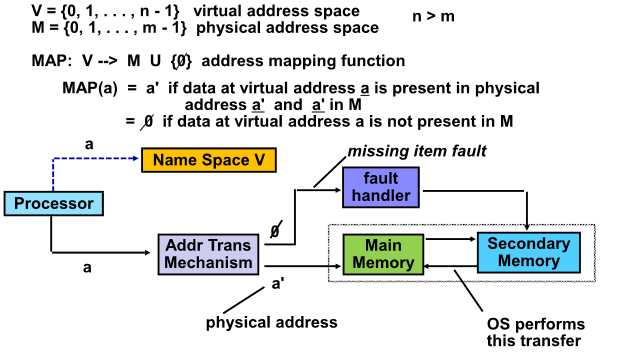 V = {0, 1, . . . , n - 1}   virtual address space
n > m
M = {0, 1, . . . , m - 1}  physical address space
MAP:  V --> M U {∅}  address mapping function
MAP(a)  =  a'  if data at virtual address a is present in physical
address a'  and  a' in M
= ∅  if data at virtual address a is not present in M
a
Name Space V
missing item fault
fault
handler
Processor
∅
Addr Trans
Mechanism
Main
Memory
Secondary
Memory
a
a'
physical address
OS performs
this transfer